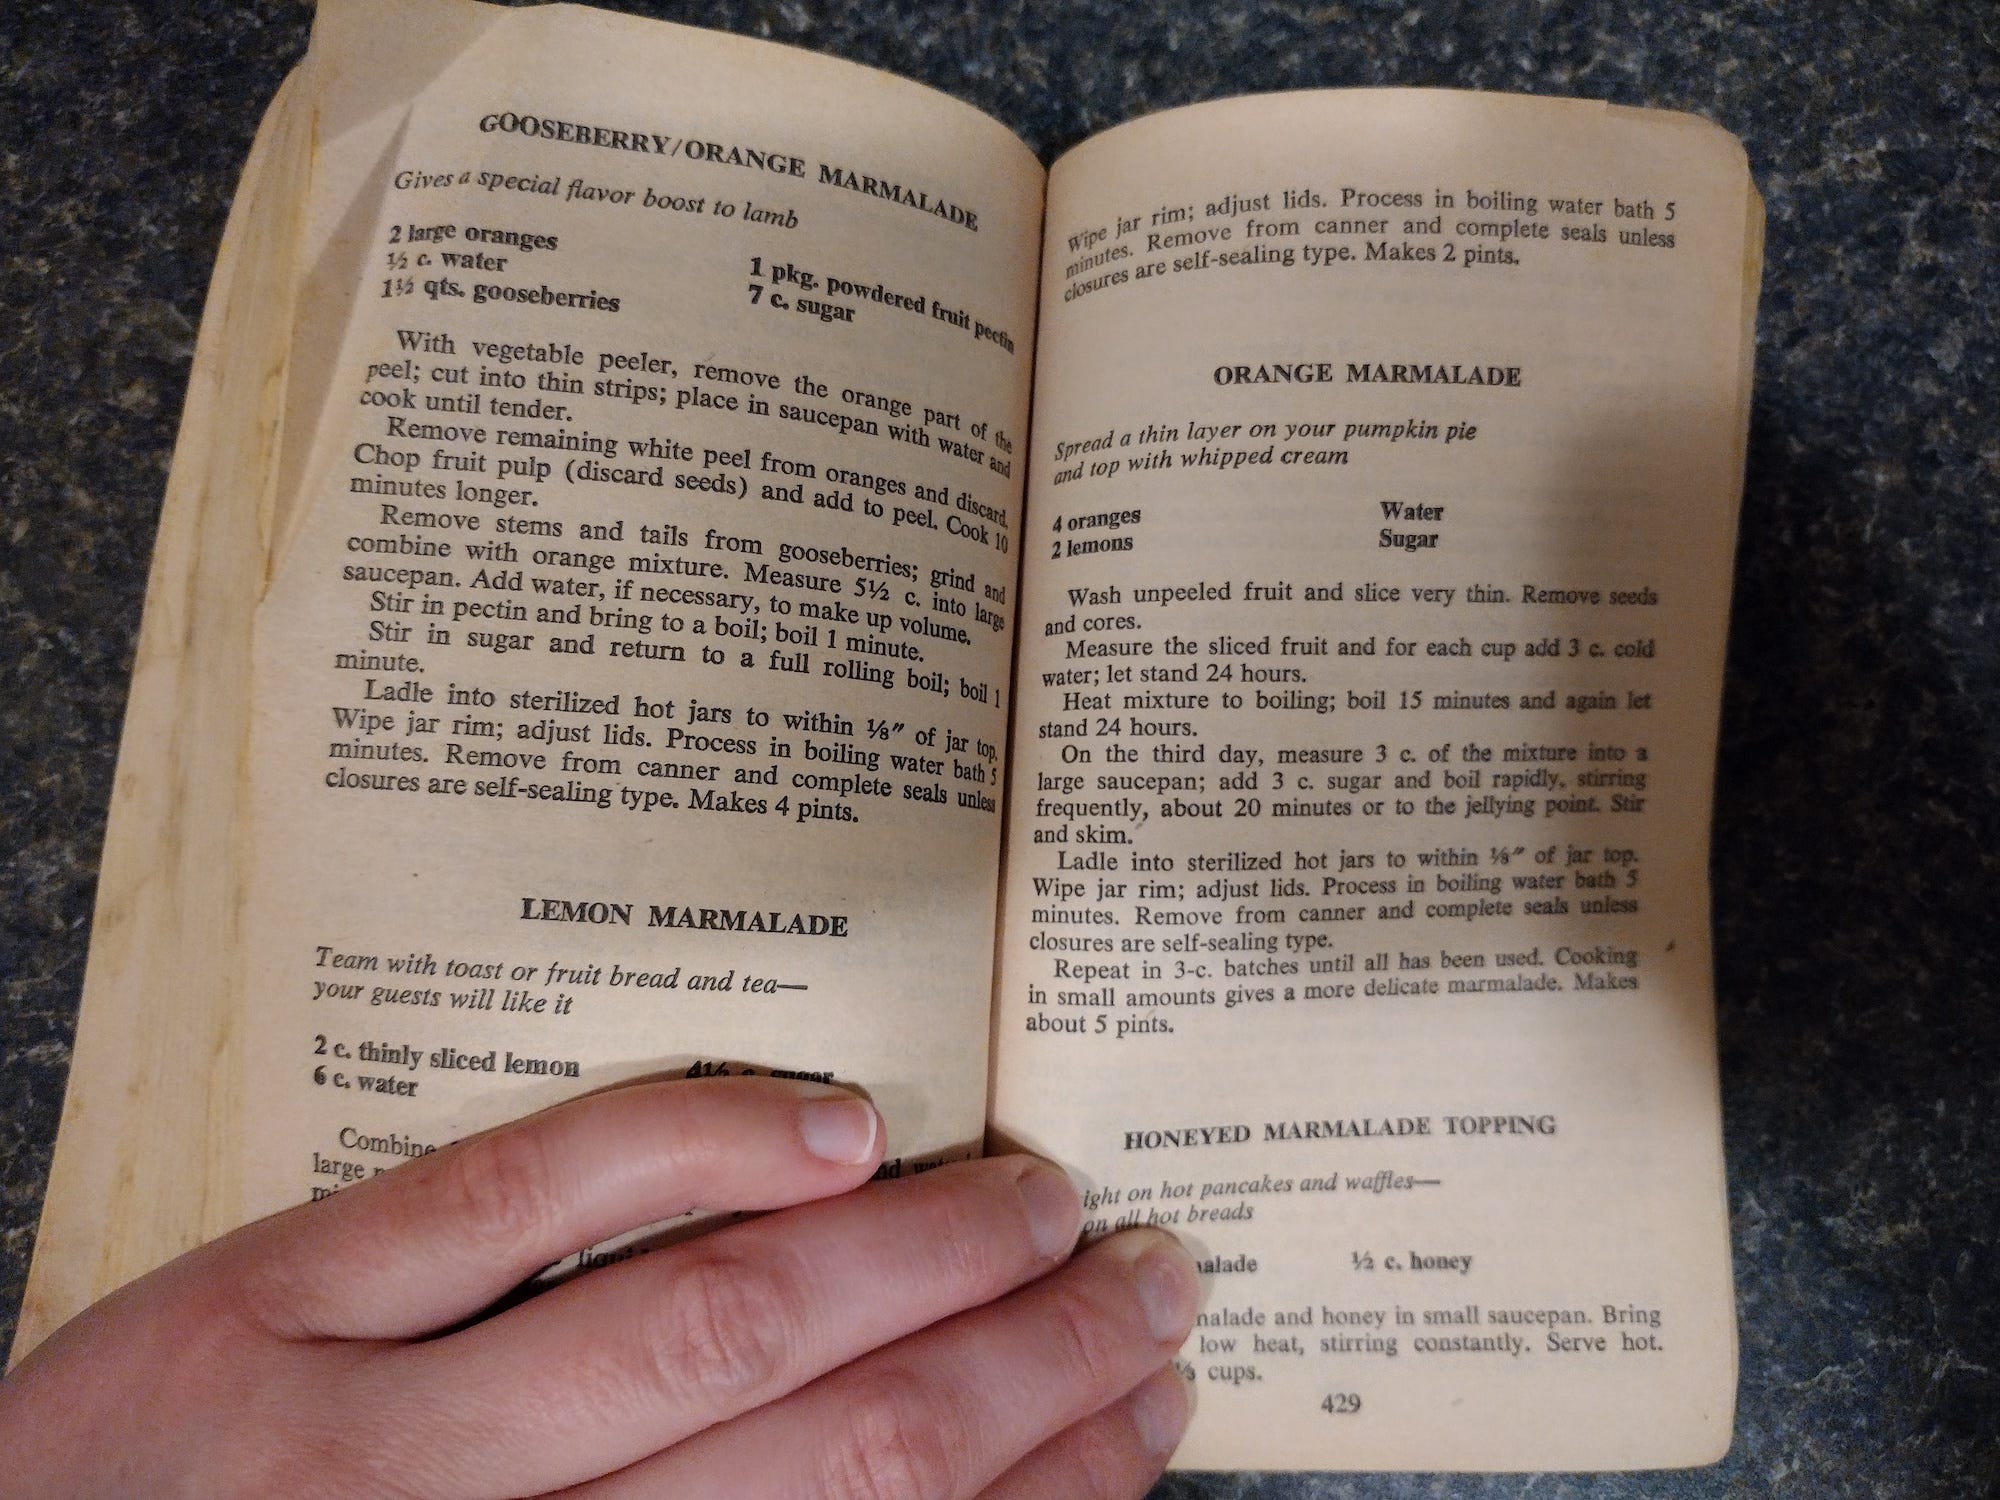 GOOSEBERRY/ORANGE MARMALADE
Gives a special flavor boost to lamb
2 large oranges
½ c. water
1½ qts. gooseberries
1 pkg. powdered fruit pectin
7 c. sugar
With vegetable peeler, remove the orange part of the
peel; cut into thin strips; place in saucepan with water and
cook until tender.
Remove remaining white peel from oranges and discard.
Chop fruit pulp (discard seeds) and add to peel. Cook 10
minutes longer.
Remove stems and tails from gooseberries; grind and
combine with orange mixture. Measure 5½ c. into large
saucepan. Add water, if necessary, to make up volume.
Stir in pectin and bring to a boil; boil 1 minute.
Stir in sugar and return to a full rolling boil; boil 1
minute.
Ladle into sterilized hot jars to within ⅛" of jar top.
Wipe jar rim; adjust lids. Process in boiling water bath 5
minutes. Remove from canner and complete seals unless
closures are self-sealing type. Makes 4 pints.
LEMON MARMALADE
Team with toast or fruit bread and tea—
your guests will like it
2 c. thinly sliced lemon
6 c. water
4½ c. sugar
Combine
large
Wipe jar rim; adjust lids. Process in boiling water bath 5
minutes. Remove from canner and complete seals unless
closures are self-sealing type. Makes 2 pints.
ORANGE MARMALADE
Spread a thin layer on your pumpkin pie
and top with whipped cream
4 oranges
2 lemons
Water
Sugar
Wash unpeeled fruit and slice very thin. Remove seeds
and cores.
Measure the sliced fruit and for each cup add 3 c. cold
water; let stand 24 hours.
Heat mixture to boiling; boil 15 minutes and again let
stand 24 hours.
On the third day, measure 3 c. of the mixture into a
large saucepan; add 3 c. sugar and boil rapidly, stirring
frequently, about 20 minutes or to the jellying point. Stir
and skim.
Ladle into sterilized hot jars to within ⅛" of jar top.
Wipe jar rim; adjust lids. Process in boiling water bath 5
minutes. Remove from canner and complete seals unless
closures are self-sealing type.
Repeat in 3-c. batches until all has been used. Cooking
in small amounts gives a more delicate marmalade. Makes
about 5 pints.
HONEYED MARMALADE TOPPING
on hot pancakes and waffles—
on all hot breads
½ c. honey
and honey in small saucepan. Bring
low heat, stirring constantly. Serve hot.
⅓ cups.
429